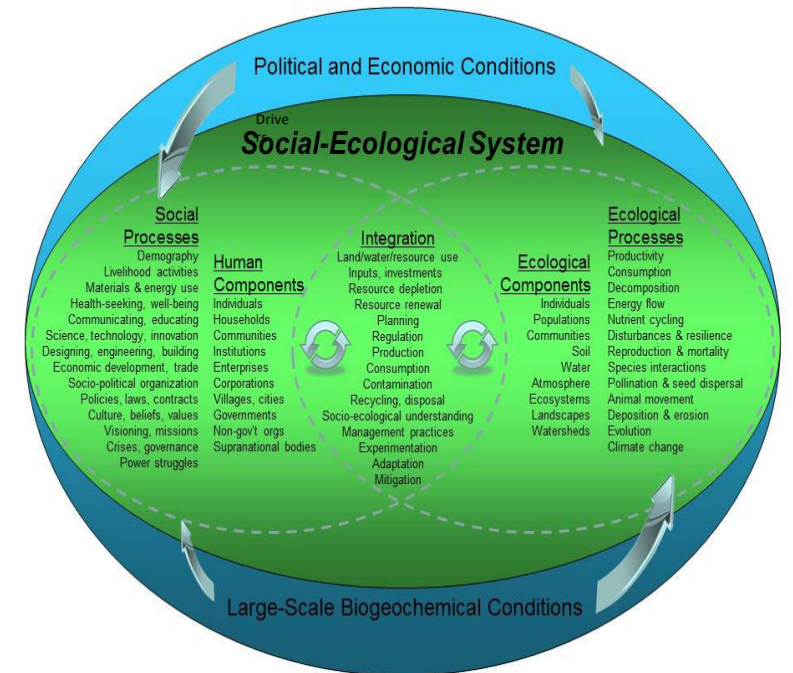 Political and Economic Conditions
Drive
rs
Social-Ecological System
Social
Processes
Demography
Livelihood activities
Materials & energy use
Health-seeking, well-being
Communicating, educating
Science, technology, innovation
Designing, engineering, building
Economic development, trade
Socio-political organization
Policies, laws, contracts
Culture, beliefs, values
Visioning, missions
Crises, governance
Power struggles
Human
Components
Individuals
Households
Communities
Institutions
Enterprises
Corporations
Villages, cities
Governments
Non-gov't orgs
Supranational bodies
Integration
Land/water/resource use
Inputs, investments
Resource depletion
Resource renewal
Planning
Regulation
Production
Consumption
Contamination
Recycling, disposal
Socio-ecological understanding
Management practices
Experimentation
Adaptation
Mitigation
Ecological
Components
Individuals
Populations
Communities
Soil
Water
Atmosphere
Ecosystems
Landscapes
Watersheds
Ecological
Processes
Productivity
Consumption
Decomposition
Energy flow
Nutrient cycling
Disturbances & resilience
Reproduction & mortality
Species interactions
Pollination & seed dispersal
Animal movement
Deposition & erosion
Evolution
Climate change
Large-Scale Biogeochemical Conditions